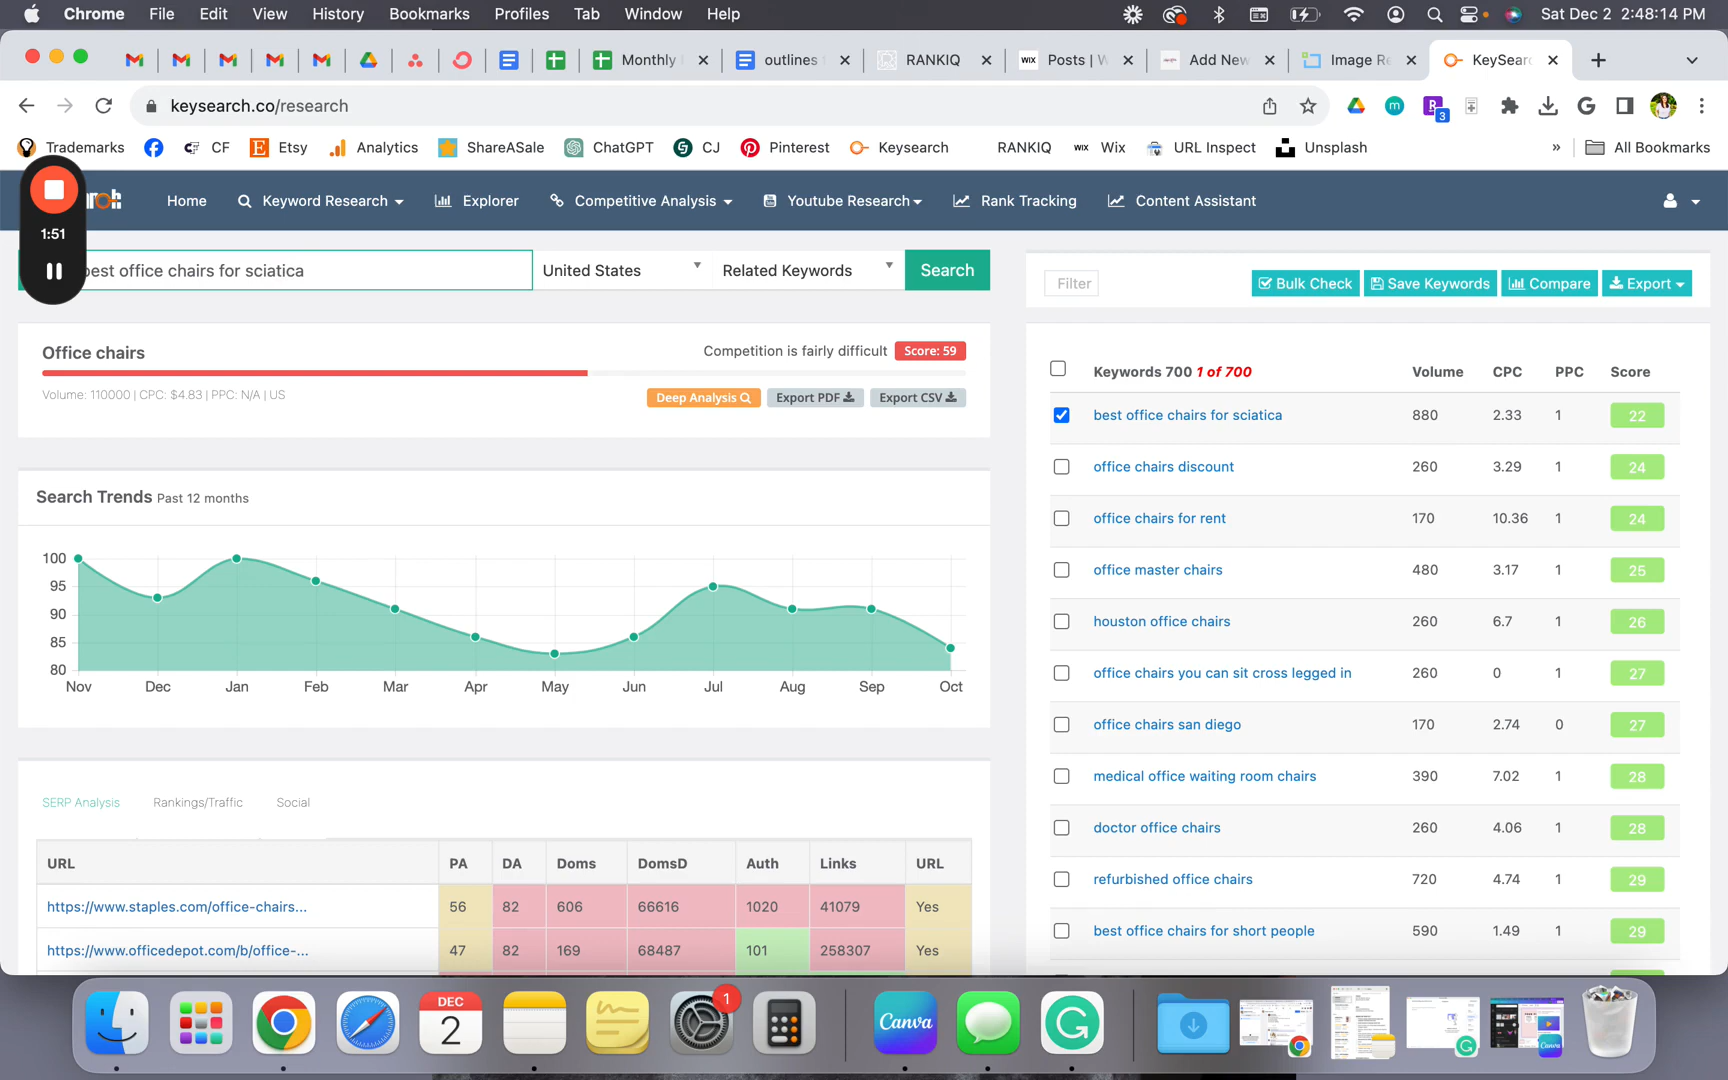 Chrome File Edit View History Bookmarks Profiles Tab Window Help Sat Dec 2 2:48:14 PM
Monthly outlines RANKIQ WIX Posts | W Add New Image Re KeySearc
keysearch.co/research m R 3
Trademarks CF Etsy Analytics ShareASale ChatGPT CJ Pinterest Keysearch RANKIQ WIX Wix URL Inspect Unsplash » All Bookmarks
Home Keyword Research Explorer Competitive Analysis Youtube Research Rank Tracking Content Assistant
1:51
best office chairs for sciatica United States Related Keywords Search
Filter Bulk Check Save Keywords Compare Export
Office chairs Competition is fairly difficult Score: 59
Volume: 110000 | CPC: $4.83 | PPC: N/A | US Deep Analysis Export PDF Export CSV
Search Trends Past 12 months
100
95
90
85
80
Nov Dec Jan Feb Mar Apr May Jun Jul Aug Sep Oct
SERP Analysis Rankings/Traffic Social
URL PA DA Doms DomsD Auth Links URL
https://www.staples.com/office-chairs... 56 82 606 66616 1020 41079 Yes
https://www.officedepot.com/b/office-... 47 82 169 68487 101 258307 Yes
Keywords 700 1 of 700 Volume CPC PPC Score
best office chairs for sciatica 880 2.33 1 22
office chairs discount 260 3.29 1 24
office chairs for rent 170 10.36 1 24
office master chairs 480 3.17 1 25
houston office chairs 260 6.7 1 26
office chairs you can sit cross legged in 260 0 1 27
office chairs san diego 170 2.74 0 27
medical office waiting room chairs 390 7.02 1 28
doctor office chairs 260 4.06 1 28
refurbished office chairs 720 4.74 1 29
best office chairs for short people 590 1.49 1 29
DEC
2
1
Canva